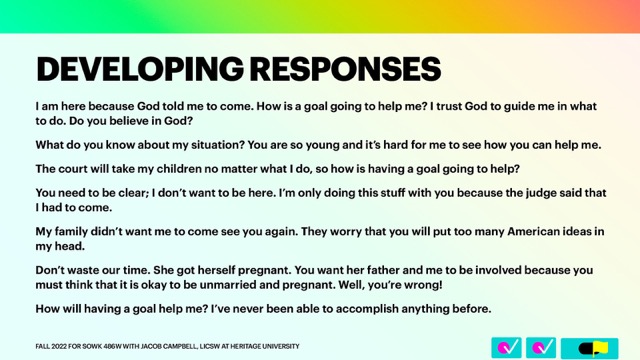 DEVELOPING RESPONSES
I am here because God told me to come. How is a goal going to help me? I trust God to guide me in what
to do. Do you believe in God?
What do you know about my situation? You are so young and it’s hard for me to see how you can help me.
The court will take my children no matter what I do, so how is having a goal going to help?
You need to be clear; I don’t want to be here. I’m only doing this stuff with you because the judge said that
I had to come.
My family didn’t want me to come see you again. They worry that you will put too many American ideas in
my head.
Don’t waste our time. She got herself pregnant. You want her father and me to be involved because you
must think that it is okay to be unmarried and pregnant. Well, you’re wrong!
How will having a goal help me? I’ve never been able to accomplish anything before.
FALL 2022 FOR SOWK 486W WITH JACOB CAMPBELL, LICSW AT HERITAGE UNIVERSITY